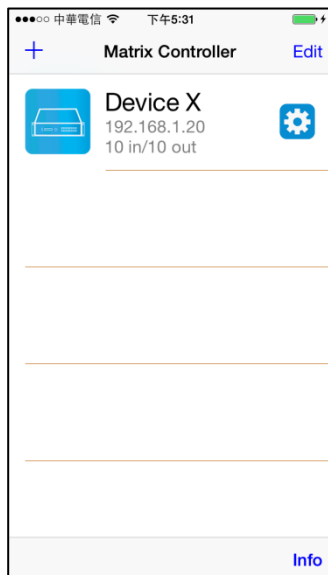 中華電信 下午5:31
+ Matrix Controller Edit
Device X
192.168.1.20
10 in/10 out
Info